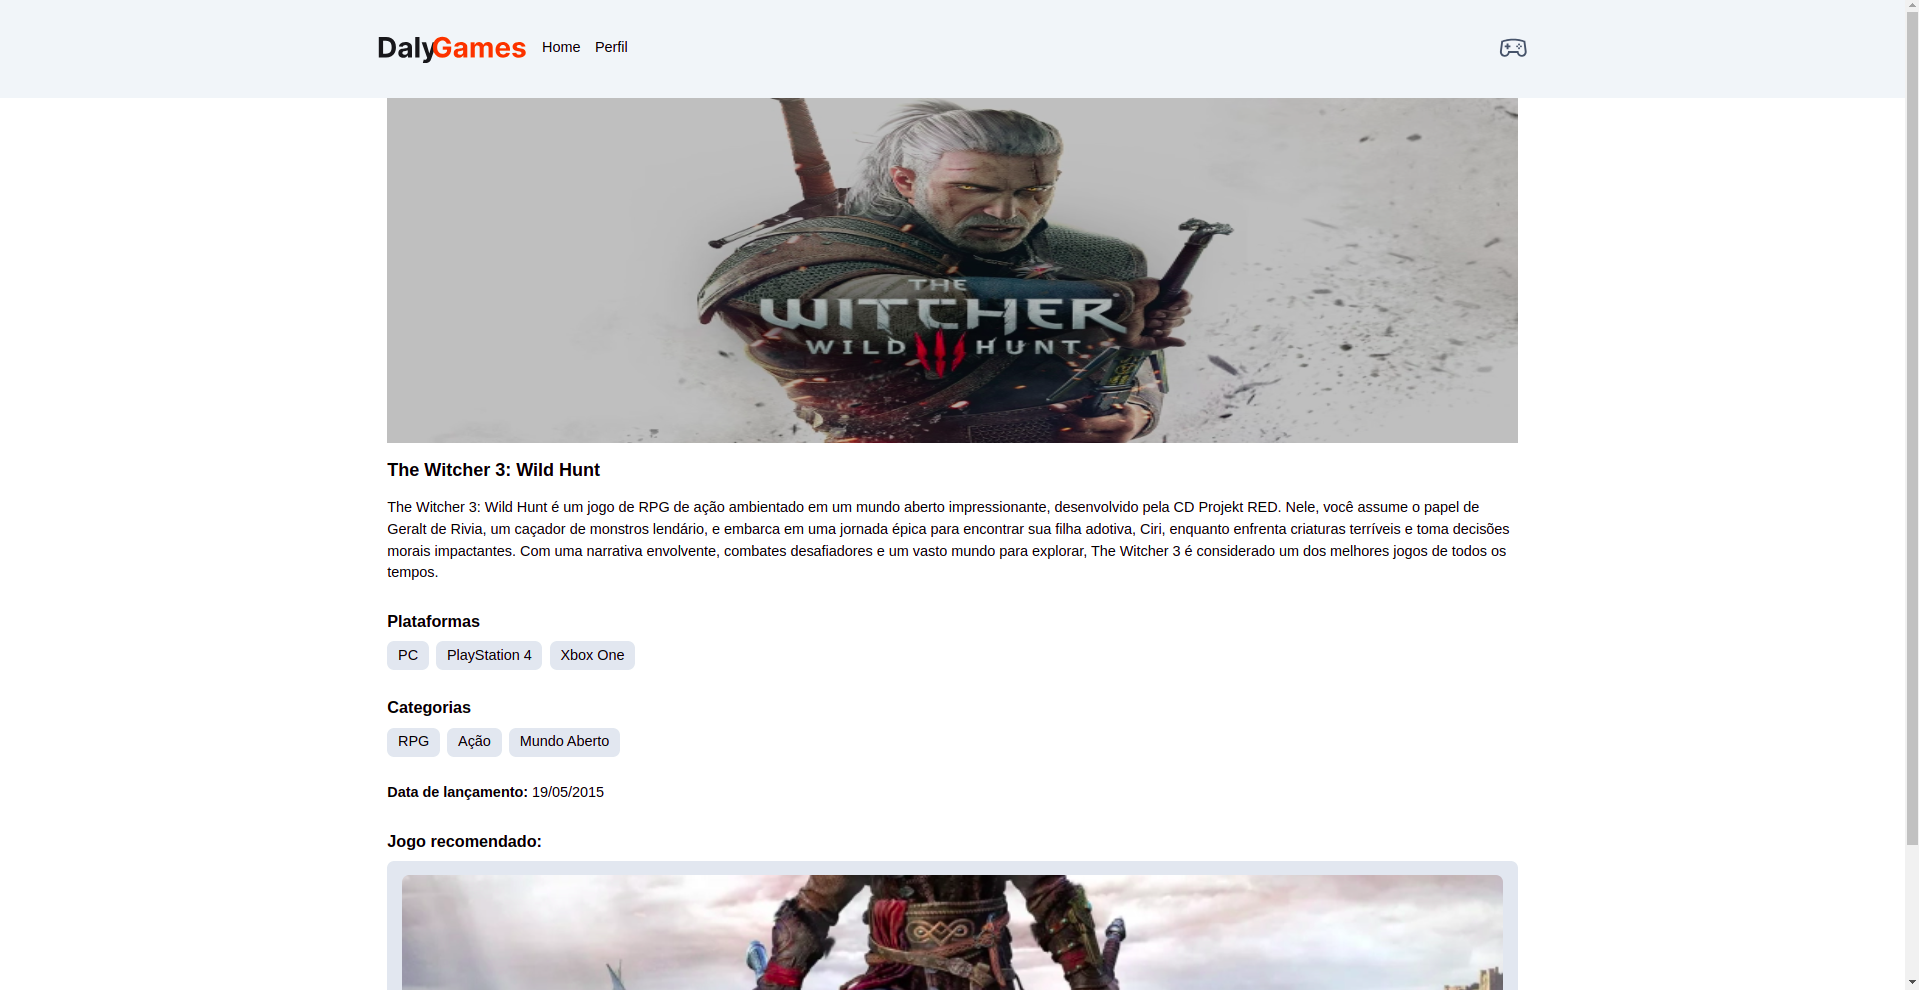 DalyGames Home Perfil
THE
WITCHER
WILD HUNT
The Witcher 3: Wild Hunt
The Witcher 3: Wild Hunt é um jogo de RPG de ação ambientado em um mundo aberto impressionante, desenvolvido pela CD Projekt RED. Nele, você assume o papel de
Geralt de Rivia, um caçador de monstros lendário, e embarca em uma jornada épica para encontrar sua filha adotiva, Ciri, enquanto enfrenta criaturas terríveis e toma decisões
morais impactantes. Com uma narrativa envolvente, combates desafiadores e um vasto mundo para explorar, The Witcher 3 é considerado um dos melhores jogos de todos os
tempos.
Plataformas
PC PlayStation 4 Xbox One
Categorias
RPG Ação Mundo Aberto
Data de lançamento: 19/05/2015
Jogo recomendado: